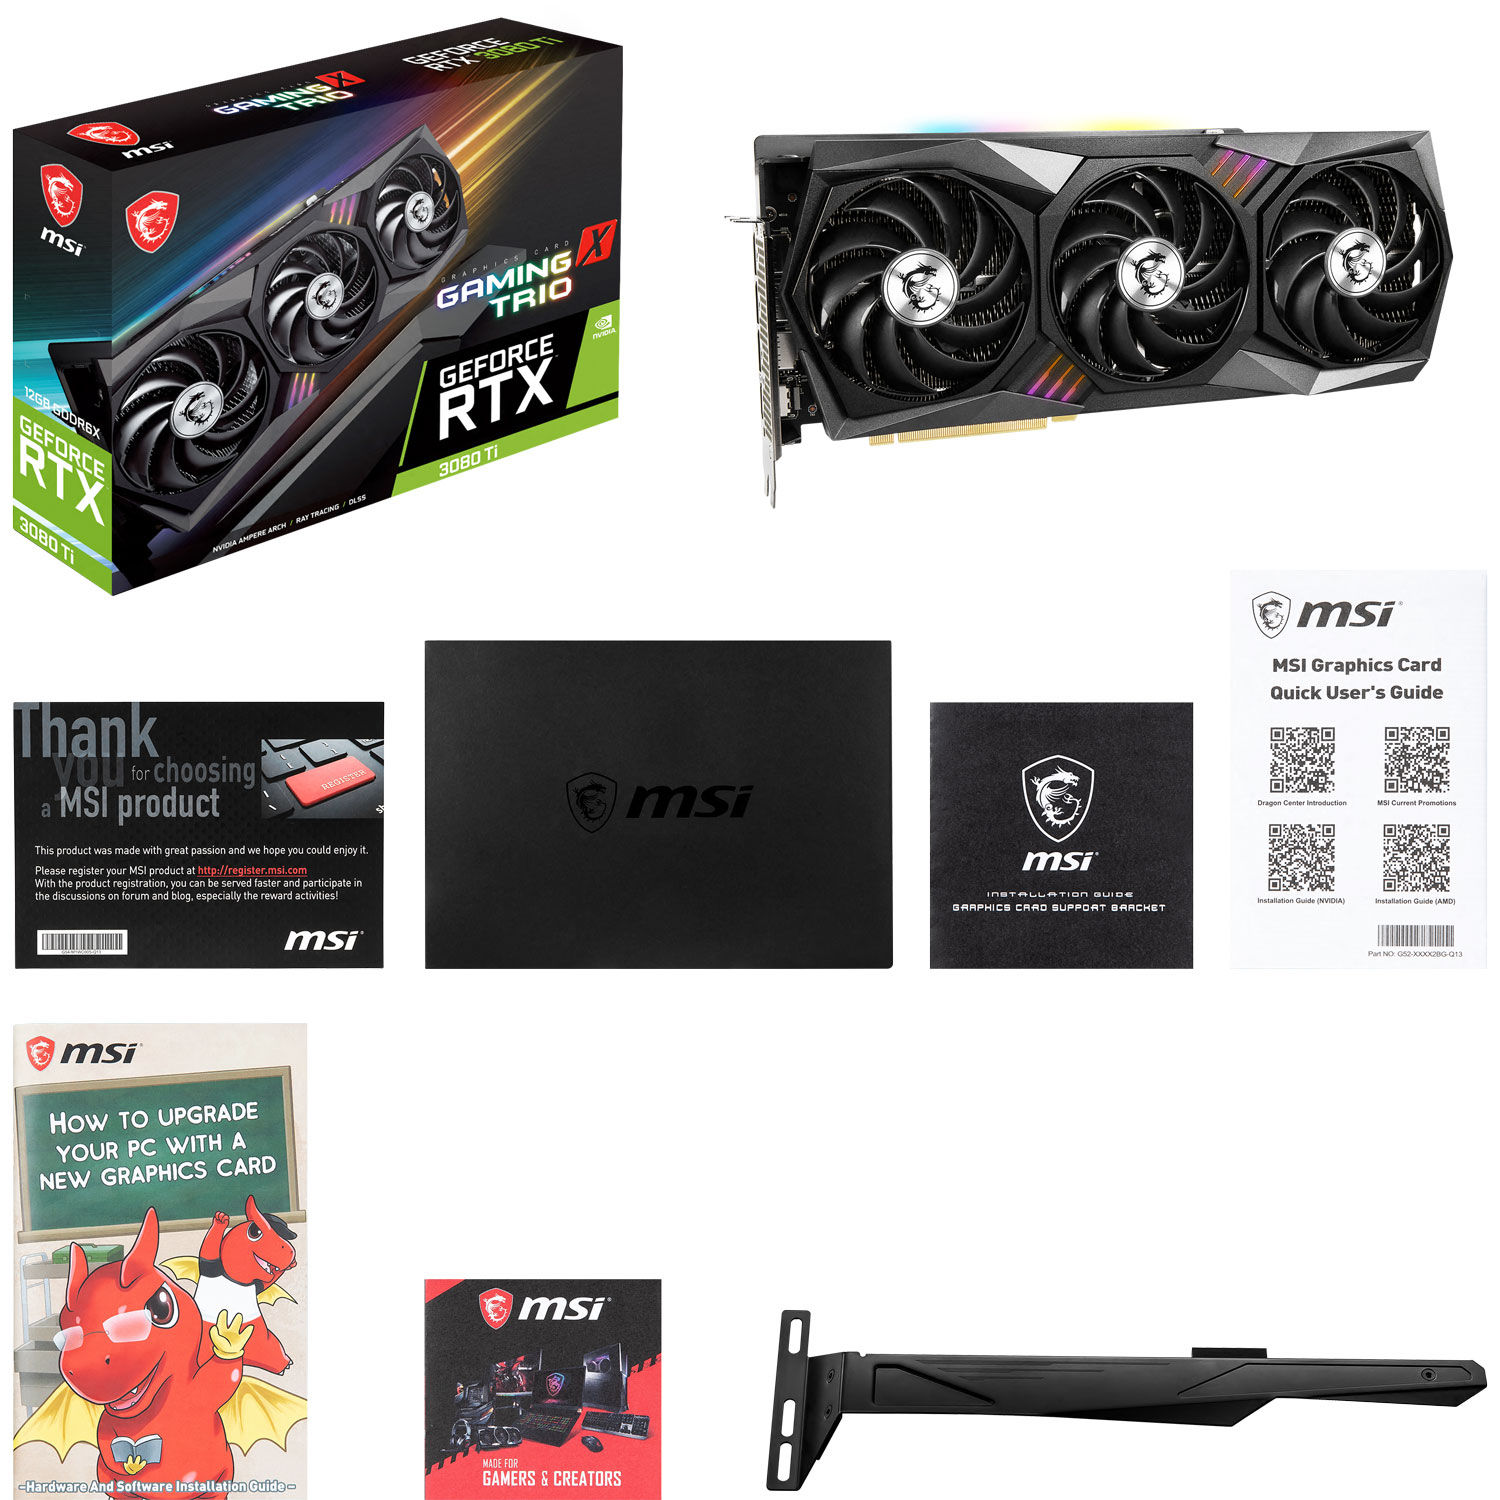 GEFORCE
RTX 3080 Ti
GRAPHICS CARD
GAMING X
TRIO
msi
msi
GRAPHICS CARD
GAMING X
TRIO
NVIDIA
GEFORCE
RTX
3080 Ti
12GB GDDR6X
GEFORCE
RTX
3080 Ti
NVIDIA AMPERE ARCH / RAY TRACING / DLSS
Thank
you for choosing
a MSI product
REGISTER
This product was made with great passion and we hope you could enjoy it.
Please register your MSI product at http://register.msi.com
With the product registration, you can be served faster and participate in
the discussions on forum and blog, especially the reward activities!
msi
msi
msi
INSTALLATION GUIDE
GRAPHICS CARD SUPPORT BRACKET
msi
MSI Graphics Card
Quick User's Guide
Dragon Center Introduction
MSI Current Promotions
Installation Guide (NVIDIA)
Installation Guide (AMD)
Part NO: G52-XXXX2BG-Q13
msi
HOW TO UPGRADE
YOUR PC WITH A
NEW GRAPHICS CARD
-Hardware And Software Installation Guide-
msi
MADE FOR
GAMERS & CREATORS